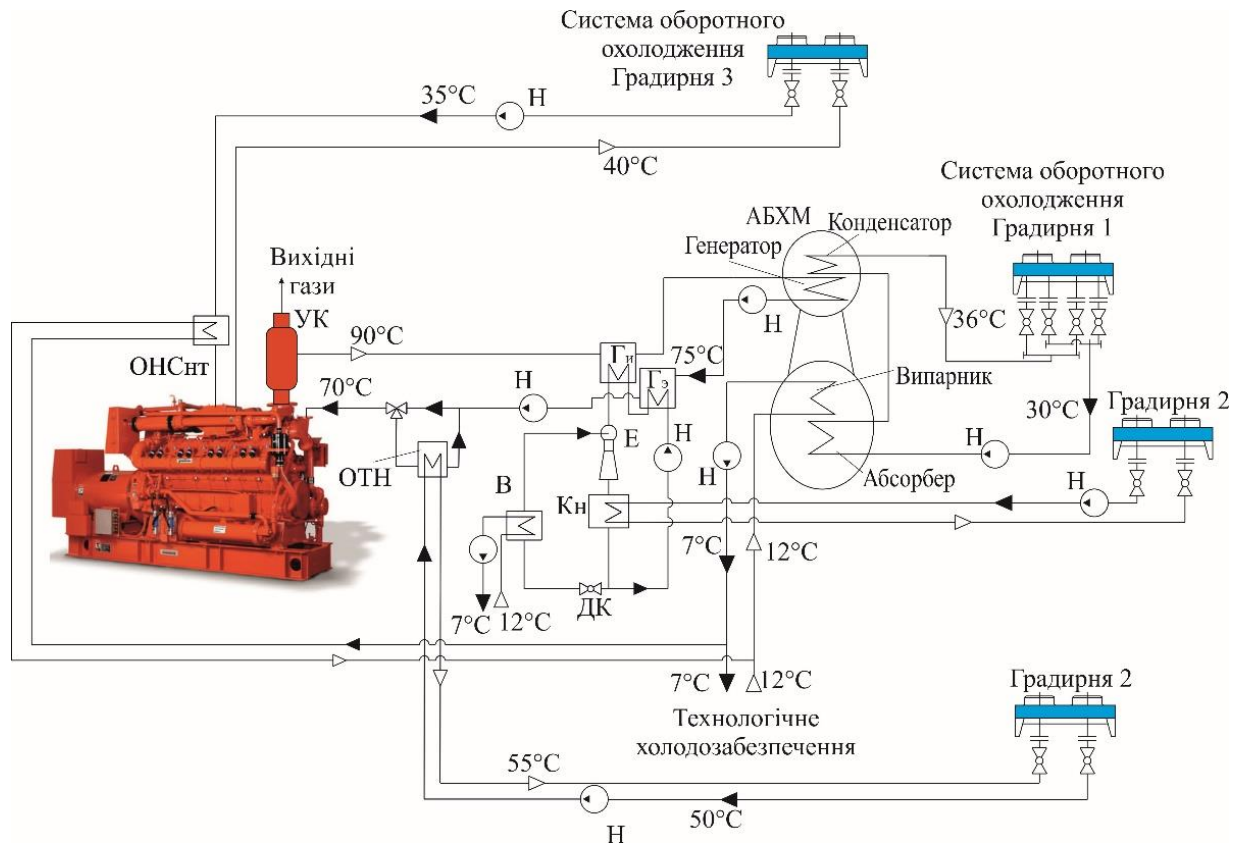 Система оборотного
охолодження
Градирня 3
35°C
Н
40°C
Система оборотного
охолодження
Градирня 1
АБХМ
Конденсатор
Генератор
Вихідні
гази
УК
90°C
ОНСнт
Н
36°C
75°C
Ги
Гэ
Випарник
70°C
Н
30°C
Градирня 2
Е
Н
Н
Н
ОТН
Абсорбер
В
Кн
Н
7°C
12°C
ДК
7°C
12°C
7°C
12°C
Технологічне
холодозабезпечення
Градирня 2
55°C
50°C
Н